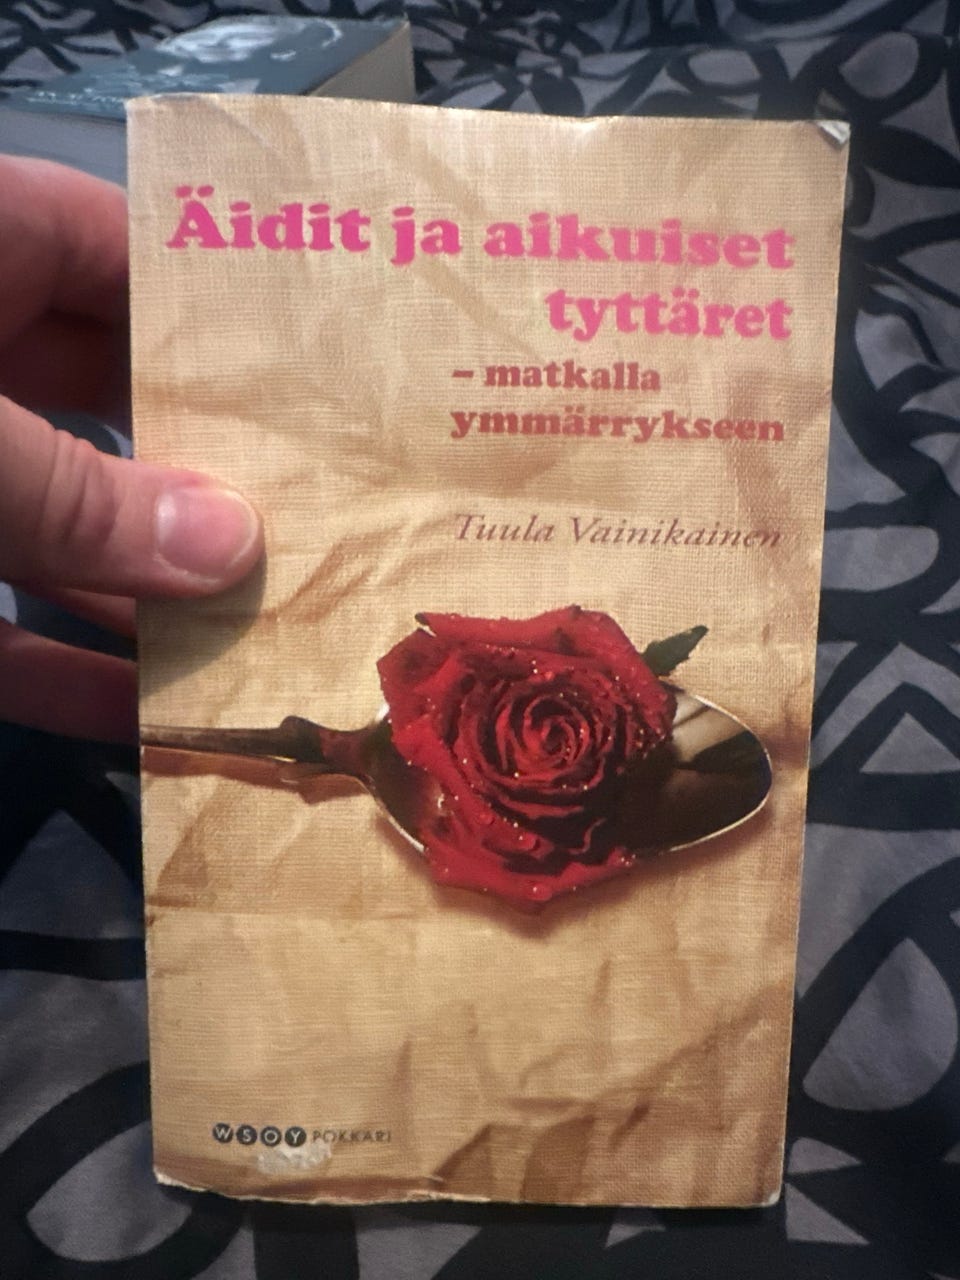 Äidit ja aikuiset
tyttäret
– matkalla
ymmärrykseen
Tuula Vainikainen
WSOY POKKARI